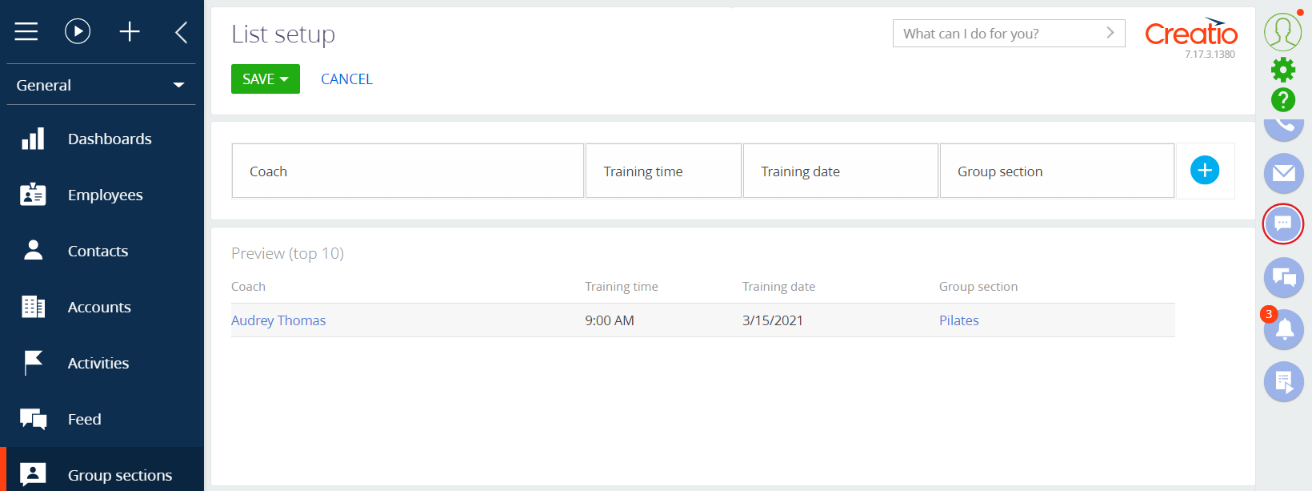 List setup
What can I do for you?
Creatio
7.17.3.1380
SAVE
CANCEL
General
Dashboards
Employees
Contacts
Accounts
Activities
Feed
Group sections
Coach Training time Training date Group section
Preview (top 10)
Coach Training time Training date Group section
Audrey Thomas 9:00 AM 3/15/2021 Pilates
?
3